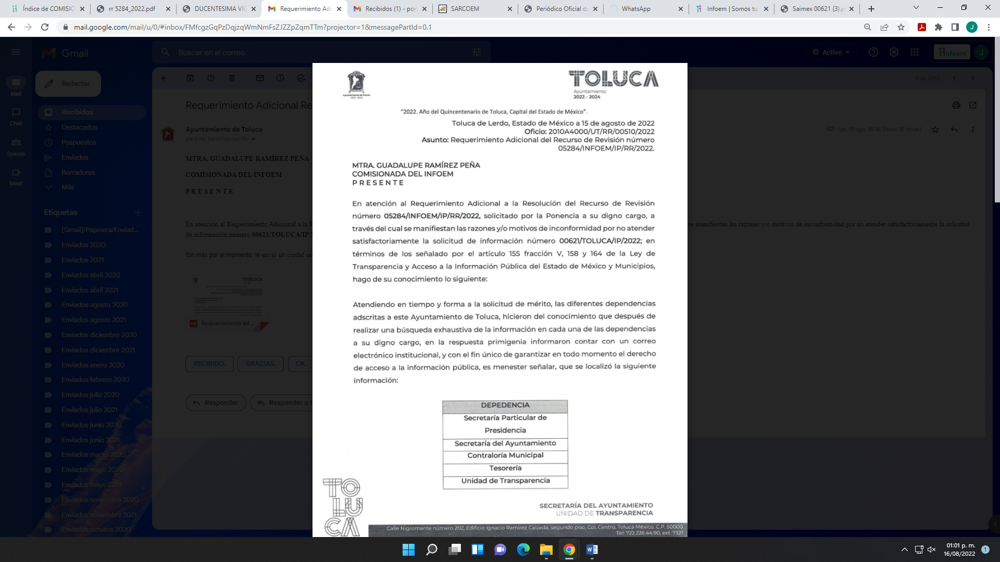 Índice de COMISIO
rr 5284_2022.pdf
DUCENTESIMA VIG
Requerimiento Adi
Recibidos (1) - pon
SARCOEM
Periódico Oficial de
WhatsApp
Infoem | Somos tu
Saimex 00621 (3).p
mail.google.com/mail/u/0/#inbox/FMfcgzGqPzDqjzqWmNmFsZJZZpZqmTTm?projector=1&messagePartId=0.1
Gmail
Buscar en el correo
Activo
infoem
Mail
Chat
Spaces
Meet
Redactar
Recibidos
Destacados
Pospuestos
Enviados
Borradores
Más
Etiquetas
[Gmail]/Papelera/Enviad...
Enviados 2020
Enviados 2021
Enviados abril 2020
Enviados abril 2021
Enviados agosto 2020
Enviados agosto 2021
Enviados diciembre 2020
Enviados diciembre 2021
Enviados enero 2020
Enviados febrero 2020
Enviados julio 2020
Enviados julio 2021
Enviados junio 2020
Enviados junio 2021
Enviados marzo 2020
Enviados mayo 2020
Enviados mayo 2021
Enviados noviembre 2020
Enviados noviembre 2021
Enviados octubre 2020
4 de 2495
Requerimiento Adicional Re
Ayuntamiento de Toluca
para mí, berenice.carrillo
lun, 15 ago, 18:56 (hace 18 horas)
MTRA. GUADALUPE RAMÍREZ PEÑA
COMISIONADA DEL INFOEM
P R E S E N T E
En atención al Requerimiento Adicional a la R
se manifiestan las razones y/o motivos de inconformidad por no atender satisfactoriamente la solicitud
de información número 00621/TOLUCA/IP/2
Sin más por el momento, le envió un cordal sal
Requerimiento ad...
RECIBIDO.
GRACIAS.
OK.
Responder
Responder a t
Ayuntamiento de Toluca
2022 - 2024
TOLUCA
Ayuntamiento
2022 - 2024
"2022. Año del Quincentenario de Toluca, Capital del Estado de México".
Toluca de Lerdo, Estado de México a 15 de agosto de 2022
Oficio: 2010A4000/UT/RR/00510/2022
Asunto: Requerimiento Adicional del Recurso de Revisión número
05284/INFOEM/IP/RR/2022.
MTRA. GUADALUPE RAMÍREZ PEÑA
COMISIONADA DEL INFOEM
P R E S E N T E
En atención al Requerimiento Adicional a la Resolución del Recurso de Revisión
número 05284/INFOEM/IP/RR/2022, solicitado por la Ponencia a su digno cargo, a
través del cual se manifiestan las razones y/o motivos de inconformidad por no atender
satisfactoriamente la solicitud de información número 00621/TOLUCA/IP/2022; en
términos de los señalado por el artículo 155 fracción V, 158 y 164 de la Ley de
Transparencia y Acceso a la Información Pública del Estado de México y Municipios,
hago de su conocimiento lo siguiente:
Atendiendo en tiempo y forma a la solicitud de mérito, las diferentes dependencias
adscritas a este Ayuntamiento de Toluca, hicieron del conocimiento que después de
realizar una búsqueda exhaustiva de la información en cada una de las dependencias
a su digno cargo, en la respuesta primigenia informaron contar con un correo
electrónico institucional, y con el fin único de garantizar en todo momento el derecho
de acceso a la información pública, es menester señalar, que se localizó la siguiente
información:
DEPEDENCIA
Secretaría Particular de
Presidencia
Secretaría del Ayuntamiento
Contraloría Municipal
Tesorería
Unidad de Transparencia
TO
LU
CA
SECRETARÍA DEL AYUNTAMIENTO
UNIDAD DE TRANSPARENCIA
Calle Nigromante número 202, Edificio Ignacio Ramírez Calzada, segundo piso, Col. Centro, Toluca México. C.P. 50000
Tel: 722.226.44.90, ext. 7321
01:01 p. m.
16/08/2022